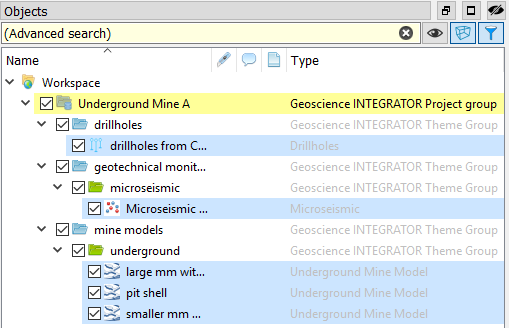 Objects
(Advanced search)
Name Type
Workspace
Underground Mine A Geoscience INTEGRATOR Project group
drillholes Geoscience INTEGRATOR Theme Group
drillholes from C... Drillholes
geotechnical monit... Geoscience INTEGRATOR Theme Group
microseismic Geoscience INTEGRATOR Theme Group
Microseismic ... Microseismic
mine models Geoscience INTEGRATOR Theme Group
underground Geoscience INTEGRATOR Theme Group
large mm wit... Underground Mine Model
pit shell Underground Mine Model
smaller mm ... Underground Mine Model